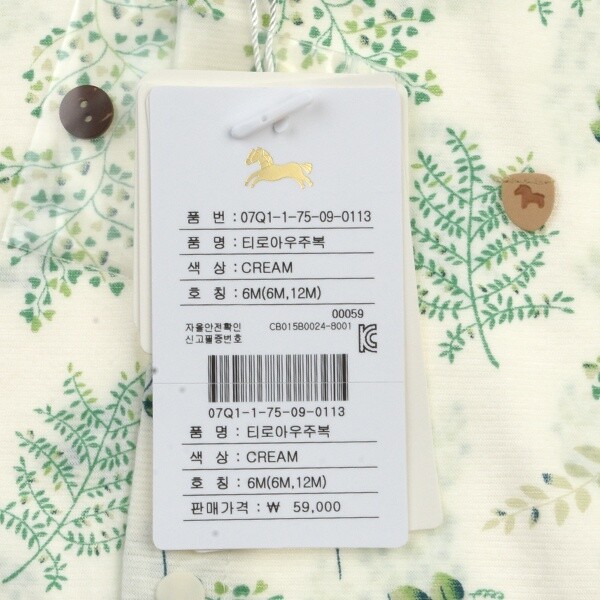 품 번 : 07Q1-1-75-09-0113
품 명 : 티로아우주복
색 상 : CREAM
호 칭 : 6M(6M,12M)
00059
자율안전확인 CB015B0024-8001
신고필증번호
07Q1-1-75-09-0113
품 명 : 티로아우주복
색 상 : CREAM
호 칭 : 6M(6M,12M)
판매가격 : ₩ 59,000